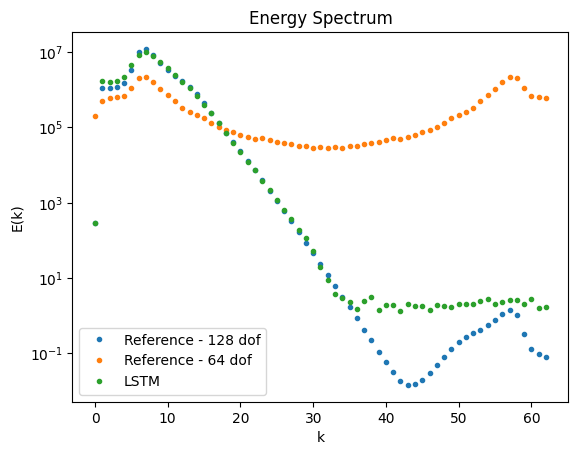 Energy Spectrum
E(k)
10^7
10^5
10^3
10^1
10^-1
Reference - 128 dof
Reference - 64 dof
LSTM
0 10 20 30 40 50 60
k